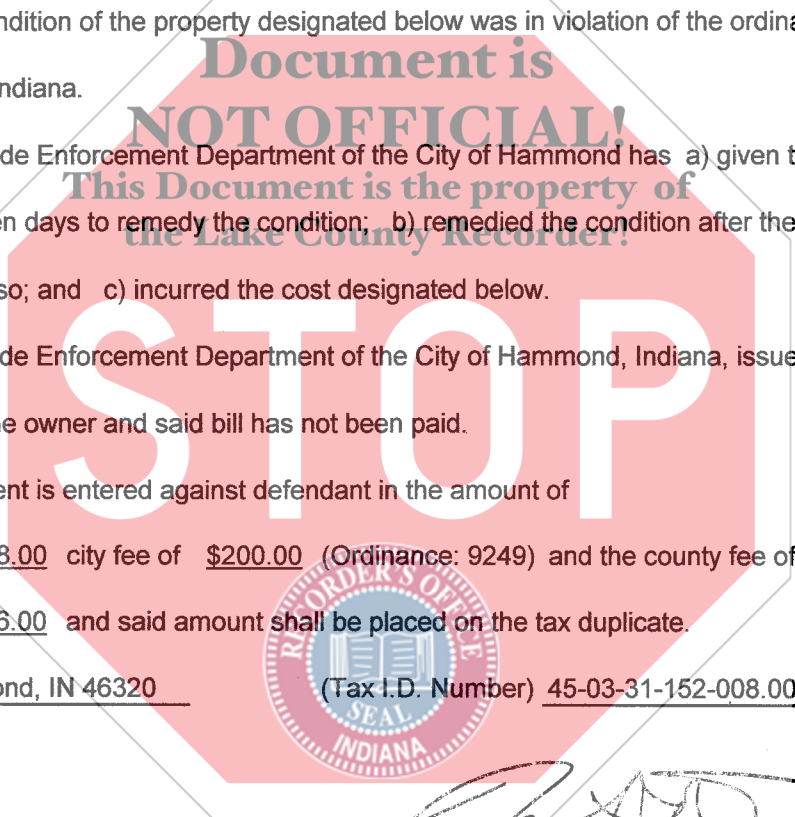 ndition of the property designated below was in violation of the ordina
Document is
ndiana.
NOT OFFICIAL!
de Enforcement Department of the City of Hammond has a) given t
This Document is the property of
en days to remedy the condition; b) remedied the condition after the
the Lake County Recorder!
so; and c) incurred the cost designated below.
STOP
de Enforcement Department of the City of Hammond, Indiana, issue
e owner and said bill has not been paid.
ent is entered against defendant in the amount of
8.00 city fee of $200.00 (Ordinance: 9249) and the county fee of
6.00 and said amount shall be placed on the tax duplicate.
RECORDER'S OFFICE
ond, IN 46320 (Tax I.D. Number) 45-03-31-152-008.00
SEAL
INDIANA